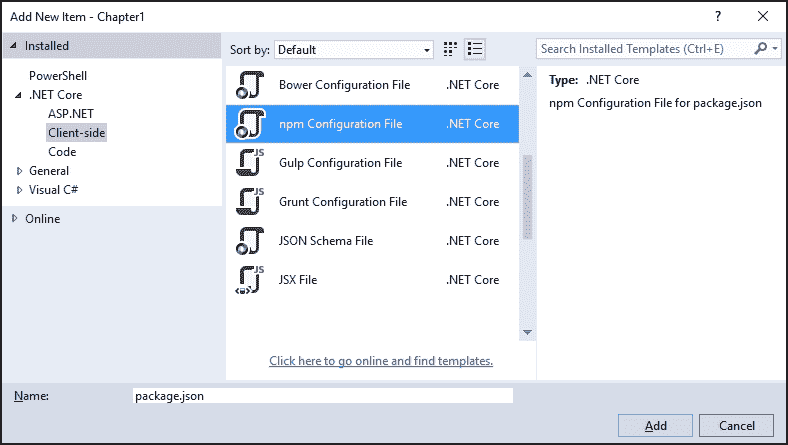 Add New Item - Chapter1
?
Installed
Sort by: Default
Search Installed Templates (Ctrl+E)
PowerShell
.NET Core
ASP.NET
Client-side
Code
General
Visual C#
Online
Bower Configuration File .NET Core
npm Configuration File .NET Core
JS
Gulp Configuration File .NET Core
JS
Grunt Configuration File .NET Core
JSON Schema File .NET Core
JS
JSX File .NET Core
Click here to go online and find templates.
Type: .NET Core
npm Configuration File for package.json
Name: package.json
Add Cancel